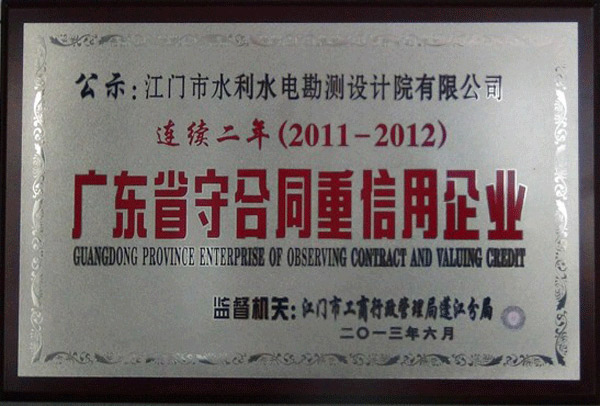 公示:江门市水利水电勘测设计院有限公司
连续二年(2011-2012)
广东省守合同重信用企业
GUANGDONG PROVINCE ENTERPRISE OF OBSERVING CONTRACT AND VALUING CREDIT
监督机关:江门市工商行政管理局蓬江分局
二〇一三年六月